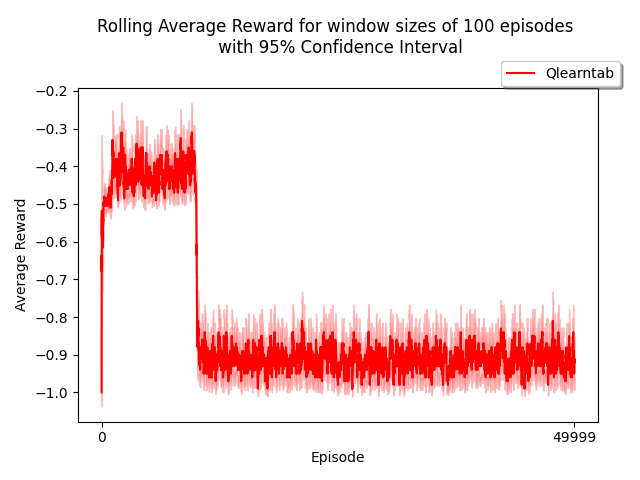 Rolling Average Reward for window sizes of 100 episodes
with 95% Confidence Interval
Qlearntab
−0.2
−0.3
−0.4
−0.5
−0.6
−0.7
−0.8
−0.9
−1.0
Average Reward
0
49999
Episode